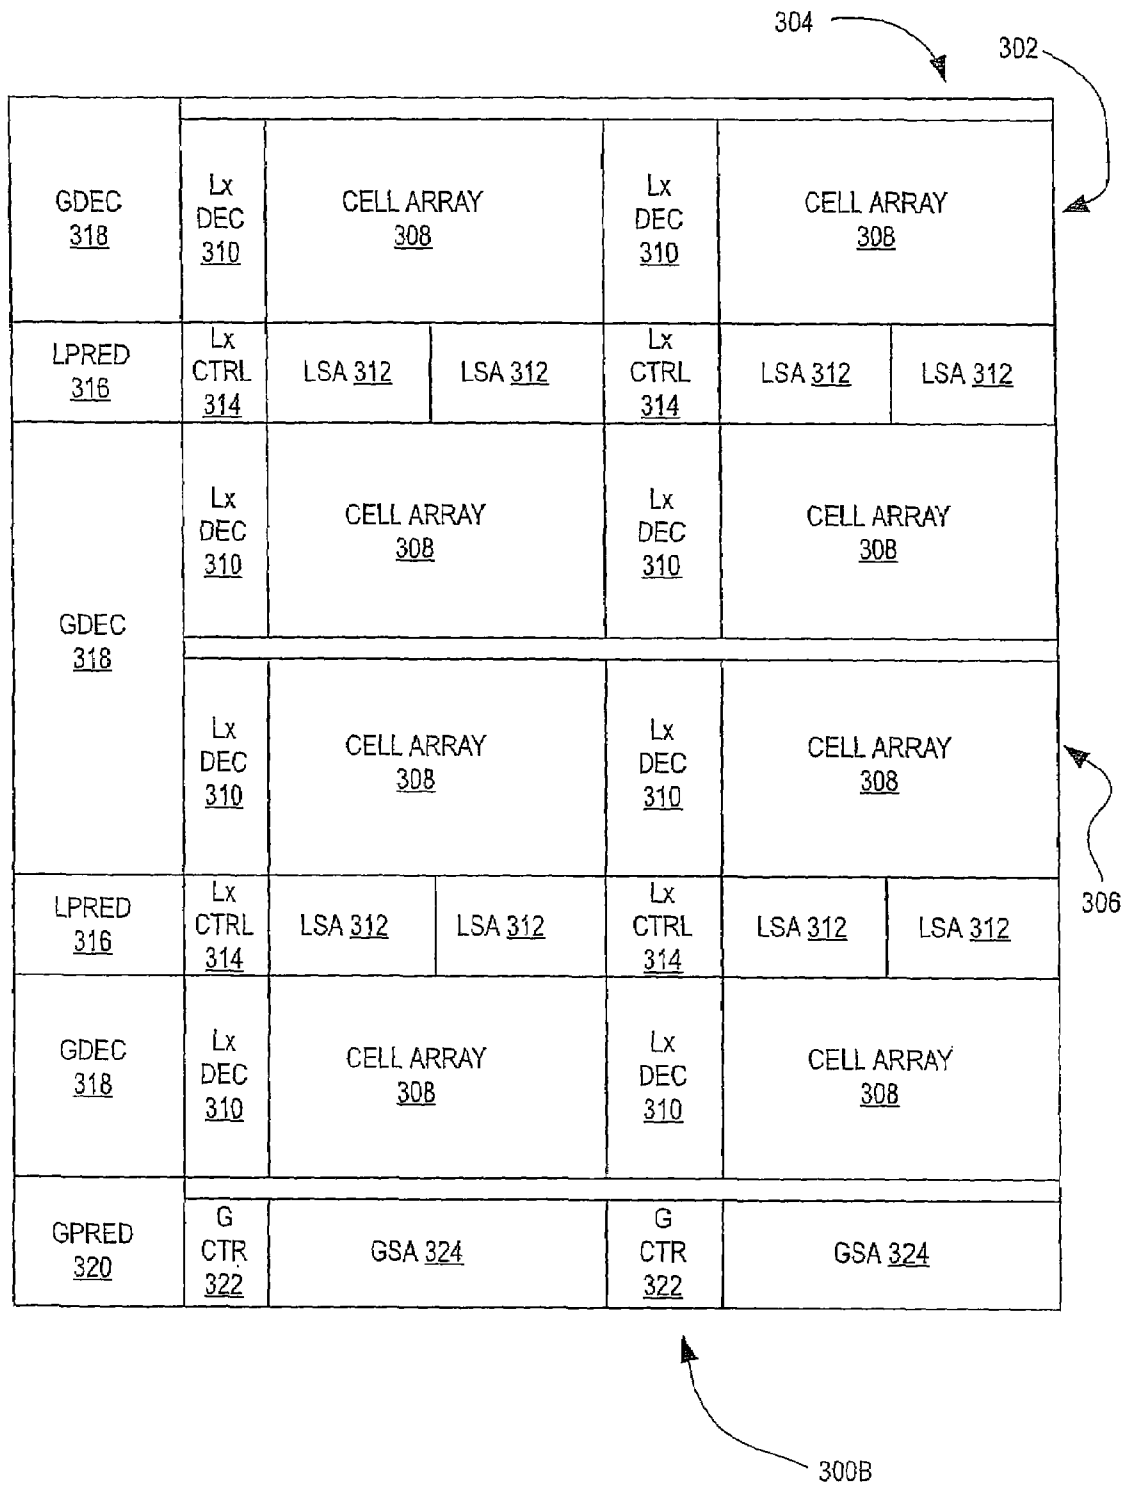 304
302
GDEC
318
Lx
DEC
310
CELL ARRAY
308
Lx
DEC
310
CELL ARRAY
308
LPRED
316
Lx
CTRL
314
LSA 312
LSA 312
Lx
CTRL
314
LSA 312
LSA 312
GDEC
318
Lx
DEC
310
CELL ARRAY
308
Lx
DEC
310
CELL ARRAY
308
Lx
DEC
310
CELL ARRAY
308
Lx
DEC
310
CELL ARRAY
308
306
LPRED
316
Lx
CTRL
314
LSA 312
LSA 312
Lx
CTRL
314
LSA 312
LSA 312
GDEC
318
Lx
DEC
310
CELL ARRAY
308
Lx
DEC
310
CELL ARRAY
308
GPRED
320
G
CTR
322
GSA 324
G
CTR
322
GSA 324
300B